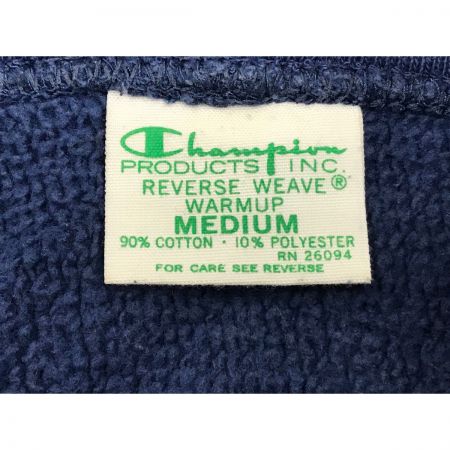 Champion
PRODUCTS INC.
REVERSE WEAVE®
WARMUP
MEDIUM
90% COTTON · 10% POLYESTER
RN 26094
FOR CARE SEE REVERSE